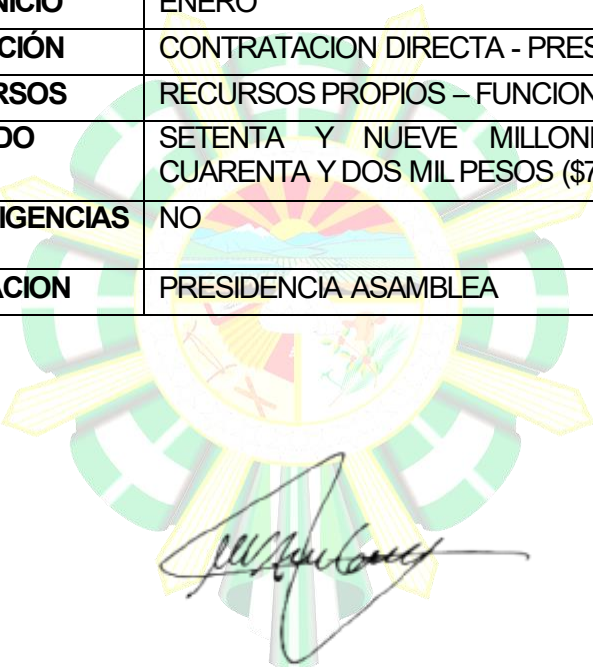 NICIO ENERO
CIÓN CONTRATACION DIRECTA - PRES
RSOS RECURSOS PROPIOS – FUNCION
DO SETENTA Y NUEVE MILLON
CUARENTA Y DOS MIL PESOS ($7
IGENCIAS NO
ACION PRESIDENCIA ASAMBLEA